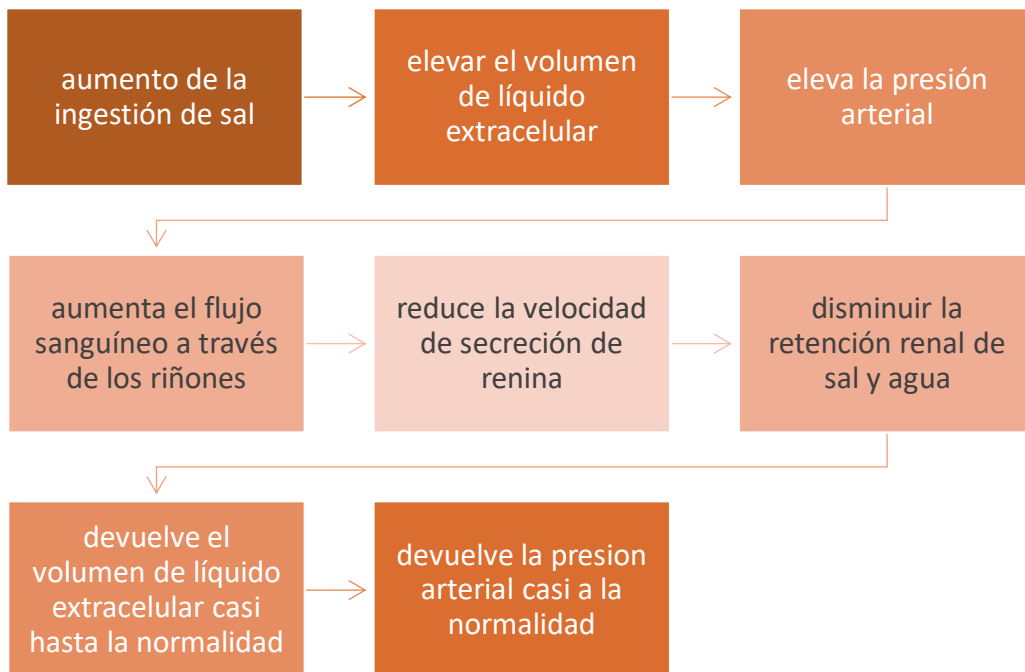 aumento de la
ingestión de sal
elevar el volumen
de líquido
extracelular
eleva la presión
arterial
aumenta el flujo
sanguíneo a través
de los riñones
reduce la velocidad
de secreción de
renina
disminuir la
retención renal de
sal y agua
devuelve el
volumen de líquido
extracelular casi
hasta la normalidad
devuelve la presion
arterial casi a la
normalidad